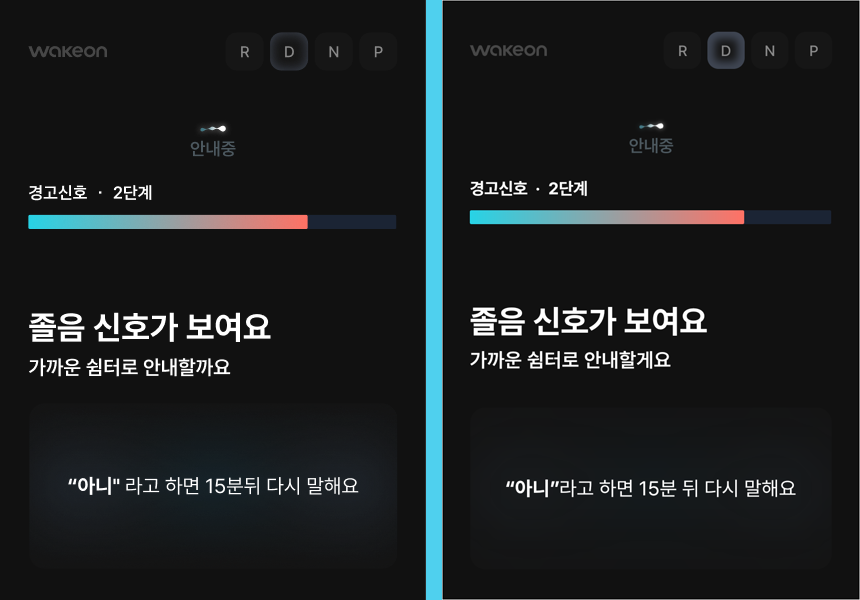 wakeon
R D N P
안내중
경고신호 · 2단계
졸음 신호가 보여요
가까운 쉼터로 안내할까요
“아니" 라고 하면 15분뒤 다시 말해요
wakeon
R D N P
안내중
경고신호 · 2단계
졸음 신호가 보여요
가까운 쉼터로 안내할게요
“아니”라고 하면 15분 뒤 다시 말해요